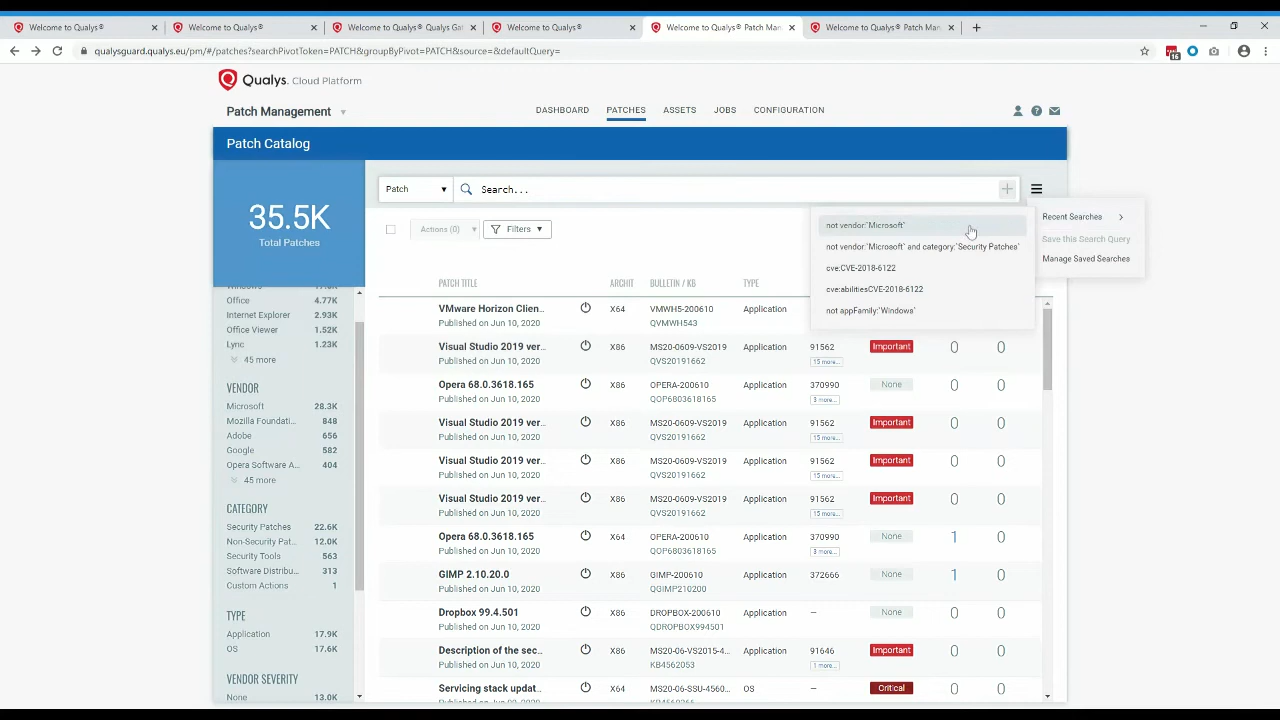 Welcome to Qualys®
Welcome to Qualys®
Welcome to Qualys® Qualys Gat
Welcome to Qualys®
Welcome to Qualys® Patch Man
Welcome to Qualys® Patch Man
qualysguard.qualys.eu/pm/#/patches?searchPivotToken=PATCH&groupByPivot=PATCH&source=&defaultQuery=
Qualys. Cloud Platform
Patch Management
DASHBOARD PATCHES ASSETS JOBS CONFIGURATION
Patch Catalog
35.5K
Total Patches
Patch
Search...
Actions (0)
Filters
Recent Searches
Save this Search Query
Manage Saved Searches
not vendor:`Microsoft`
not vendor:`Microsoft` and category:`Security Patches`
cve:CVE-2018-6122
cve:abilitiesCVE-2018-6122
not appFamily:'Windows'
Office 4.77K
Internet Explorer 2.93K
Office Viewer 1.52K
Lync 1.23K
45 more
VENDOR
Microsoft 28.3K
Mozilla Foundati... 848
Adobe 656
Google 582
Opera Software A... 404
45 more
CATEGORY
Security Patches 22.6K
Non-Security Pat... 12.0K
Security Tools 563
Software Distribu... 313
Custom Actions 1
TYPE
Application 17.9K
OS 17.6K
VENDOR SEVERITY
None 13.0K
PATCH TITLE ARCHIT BULLETIN / KB TYPE
VMware Horizon Clien... X64 VMWH5-200610 Application
Published on Jun 10, 2020 QVMWH543
Visual Studio 2019 ver... X86 MS20-0609-VS2019 Application 91562 Important 0 0
Published on Jun 10, 2020 QVS20191662 15 more...
Opera 68.0.3618.165 X86 OPERA-200610 Application 370990 None 0 0
Published on Jun 10, 2020 QOP6803618165 3 more...
Visual Studio 2019 ver... X86 MS20-0609-VS2019 Application 91562 Important 0 0
Published on Jun 10, 2020 QVS20191662 15 more...
Visual Studio 2019 ver... X86 MS20-0609-VS2019 Application 91562 Important 0 0
Published on Jun 10, 2020 QVS20191662 15 more...
Visual Studio 2019 ver... X86 MS20-0609-VS2019 Application 91562 Important 0 0
Published on Jun 10, 2020 QVS20191662 15 more...
Opera 68.0.3618.165 X64 OPERA-200610 Application 370990 None 1 0
Published on Jun 10, 2020 QOP6803618165 3 more...
GIMP 2.10.20.0 X86 GIMP-200610 Application 372666 None 1 0
Published on Jun 10, 2020 QGIMP210200
Dropbox 99.4.501 X86 DROPBOX-200610 Application — None 0 0
Published on Jun 10, 2020 QDROPBOX994501
Description of the sec... X86 MS20-06-VS2015-4... Application 91646 Important 0 0
Published on Jun 10, 2020 KB4562053 1 more...
Servicing stack updat... X64 MS20-06-SSU-4560... OS — Critical 0 0